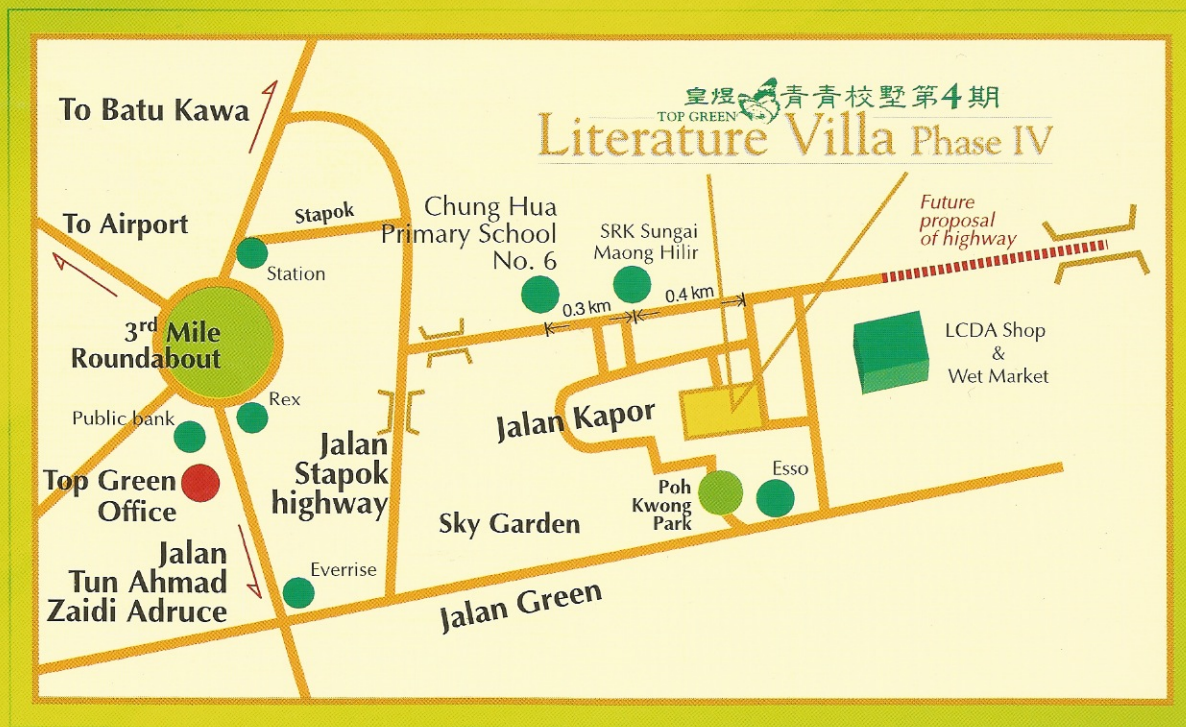 皇煜 青青校墅第4期
TOP GREEN
Literature Villa Phase IV
To Batu Kawa
To Airport
Stapok
Station
3rd Mile
Roundabout
Chung Hua
Primary School
No. 6
SRK Sungai
Maong Hilir
0.3 km
0.4 km
Future
proposal
of highway
LCDA Shop
&
Wet Market
Rex
Public bank
Top Green
Office
Jalan
Stapok
highway
Jalan Kapor
Poh
Kwong
Park
Esso
Sky Garden
Jalan
Tun Ahmad
Zaidi Adruce
Everrise
Jalan Green